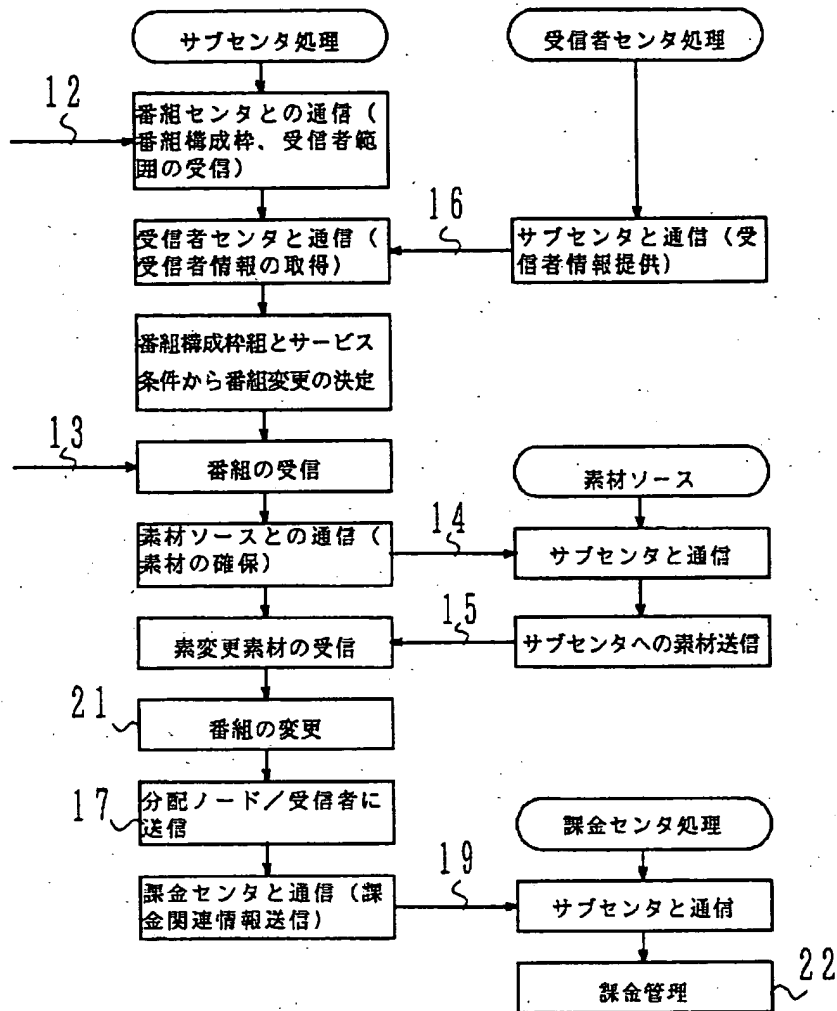 サブセンタ処理
受信者センタ処理
12
番組センタとの通信(
番組構成枠、受信者範
囲の受信)
16
受信者センタと通信(
受信者情報の取得)
サブセンタと通信(受
信者情報提供)
番組構成枠組とサービス
条件から番組変更の決定
13
番組の受信
素材ソース
素材ソースとの通信(
素材の確保)
14
サブセンタと通信
15
素変更素材の受信
サブセンタへの素材送信
21
番組の変更
17
分配ノード/受信者に
送信
課金センタ処理
19
課金センタと通信(課
金関連情報送信)
サブセンタと通信
課金管理
22